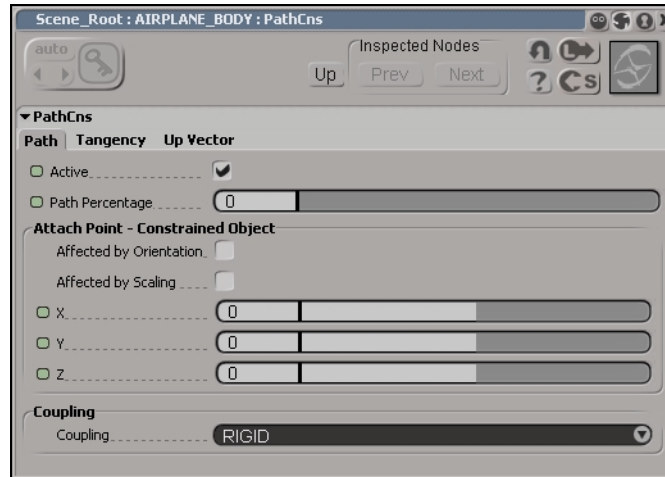 Scene_Root : AIRPLANE_BODY : PathCns
auto
Inspected Nodes
Up Prev Next
? C S
PathCns
Path Tangency Up Vector
Active
Path Percentage 0
Attach Point - Constrained Object
Affected by Orientation
Affected by Scaling
X 0
Y 0
Z 0
Coupling
Coupling RIGID